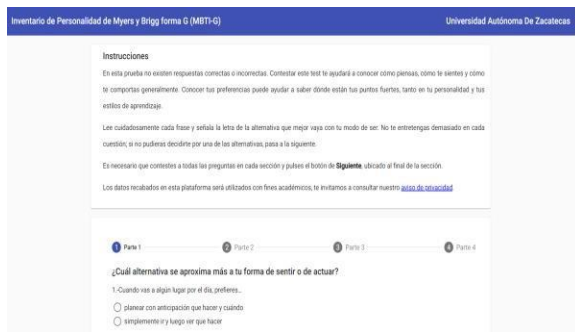 Inventario de Personalidad de Myers y Brigg forma G (MBTI-G)
Universidad Autónoma De Zacatecas
Instrucciones
En esta prueba no existen respuestas correctas o incorrectas. Contestar este test te ayudará a conocer cómo piensas, cómo te sientes y cómo
te comportas generalmente. Conocer tus preferencias puede ayudar a saber dónde están tus puntos fuertes, tanto en tu personalidad y tus
estilos de aprendizaje.
Lee cuidadosamente cada frase y señala la letra de la alternativa que mejor vaya con tu modo de ser. No te entretengas demasiado en cada
cuestión; si no pudieras decidirte por una de las alternativas, pasa a la siguiente.
Es necesario que contestes a todas las preguntas en cada sección y pulses el botón de Siguiente, ubicado al final de la sección.
Los datos recabados en esta plataforma será utilizados con fines académicos, te invitamos a consultar nuestro aviso de privacidad
1 Parte 1
2 Parte 2
3 Parte 3
4 Parte 4
¿Cuál alternativa se aproxima más a tu forma de sentir o de actuar?
1.-Cuando vas a algún lugar por el día, prefieres...
planear con anticipación que hacer y cuándo
simplemente ir y luego ver que hacer